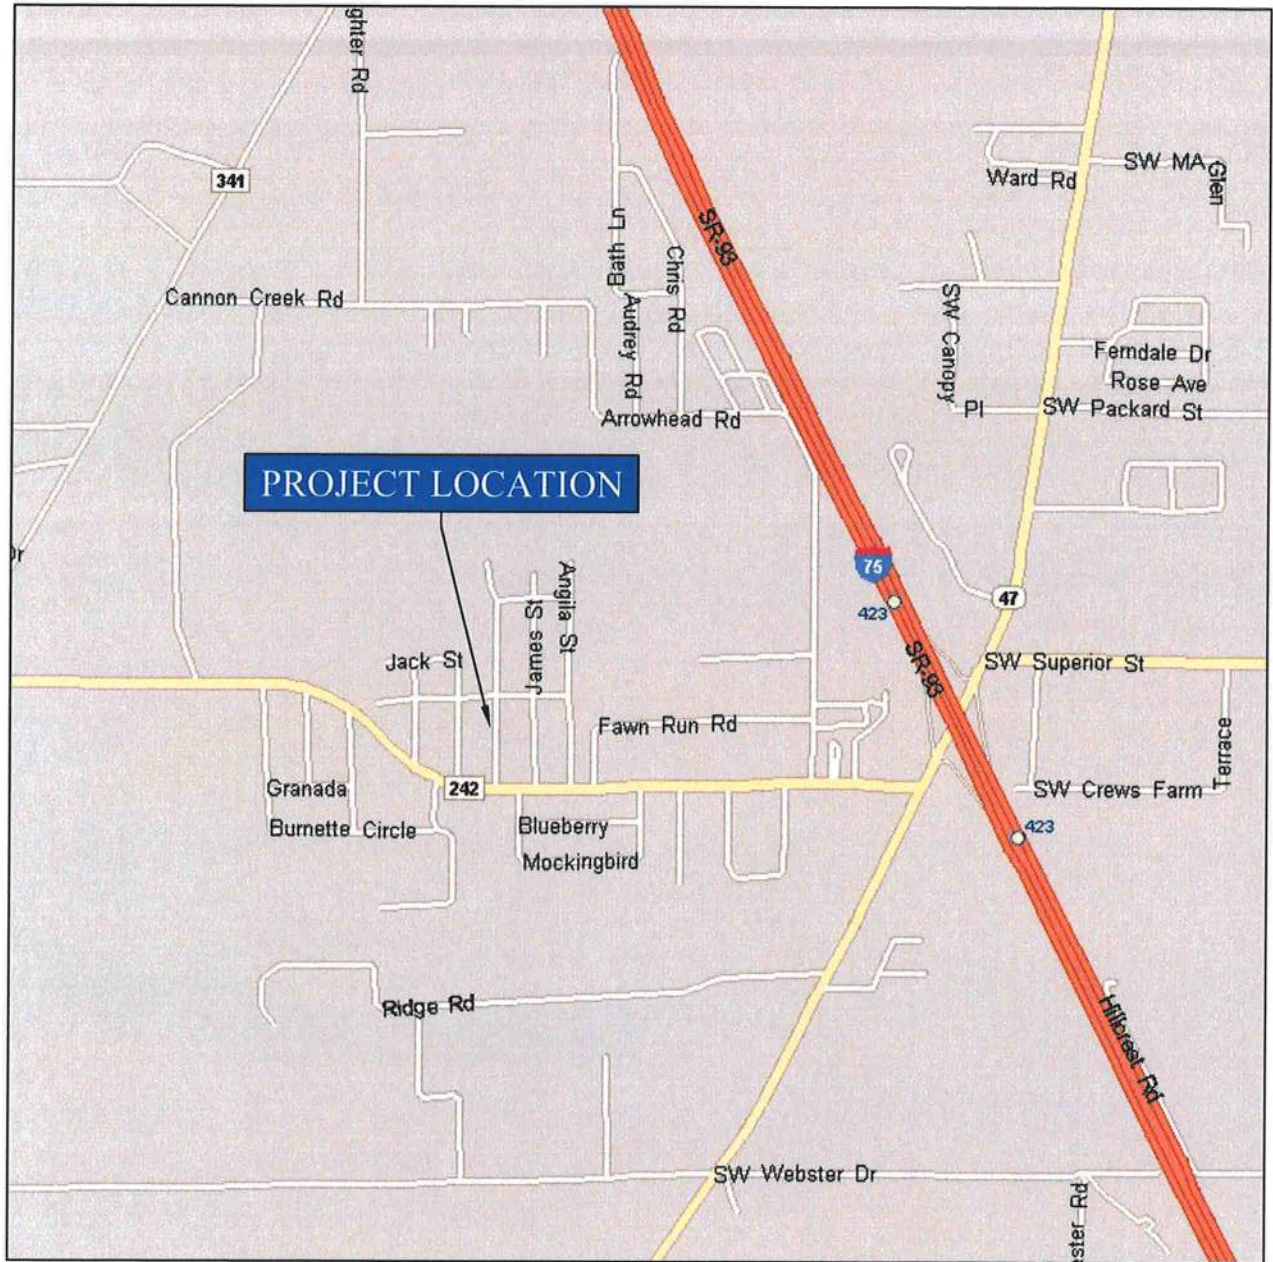 ghter Rd
341
SW MA
Glen
Ward Rd
SR-93
Bath Ln
Chris Rd
Cannon Creek Rd
Audrey Rd
SW Canopy
Pl
Ferndale Dr
Rose Ave
SW Packard St
Arrowhead Rd
PROJECT LOCATION
Dr
75
423
47
Anglia St
James St
Jack St
SR-93
SW Superior St
Fawn Run Rd
Terrace
Granada
242
SW Crews Farm
Burnette Circle
Blueberry
423
Mockingbird
Ridge Rd
Hillcrest Rd
SW Webster Dr
ester Rd